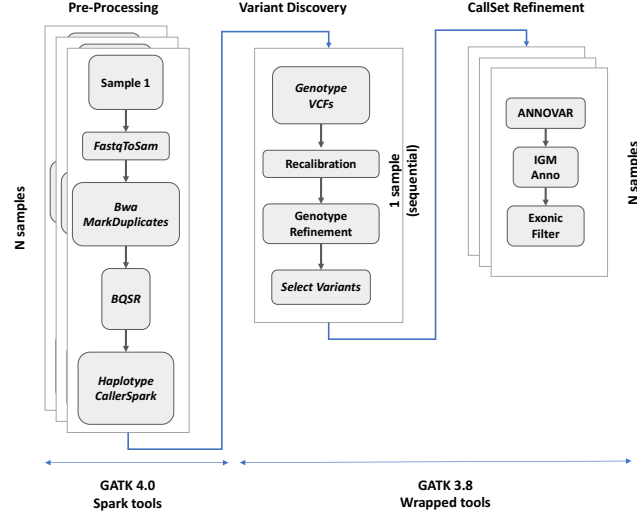 Pre-Processing
Variant Discovery
CallSet Refinement
N samples
Sample 1
FastqToSam
Bwa
MarkDuplicates
BQSR
Haplotype
CallerSpark
Genotype
VCFs
Recalibration
Genotype
Refinement
Select Variants
1 sample
(sequential)
ANNOVAR
IGM
Anno
Exonic
Filter
N samples
GATK 4.0
Spark tools
GATK 3.8
Wrapped tools